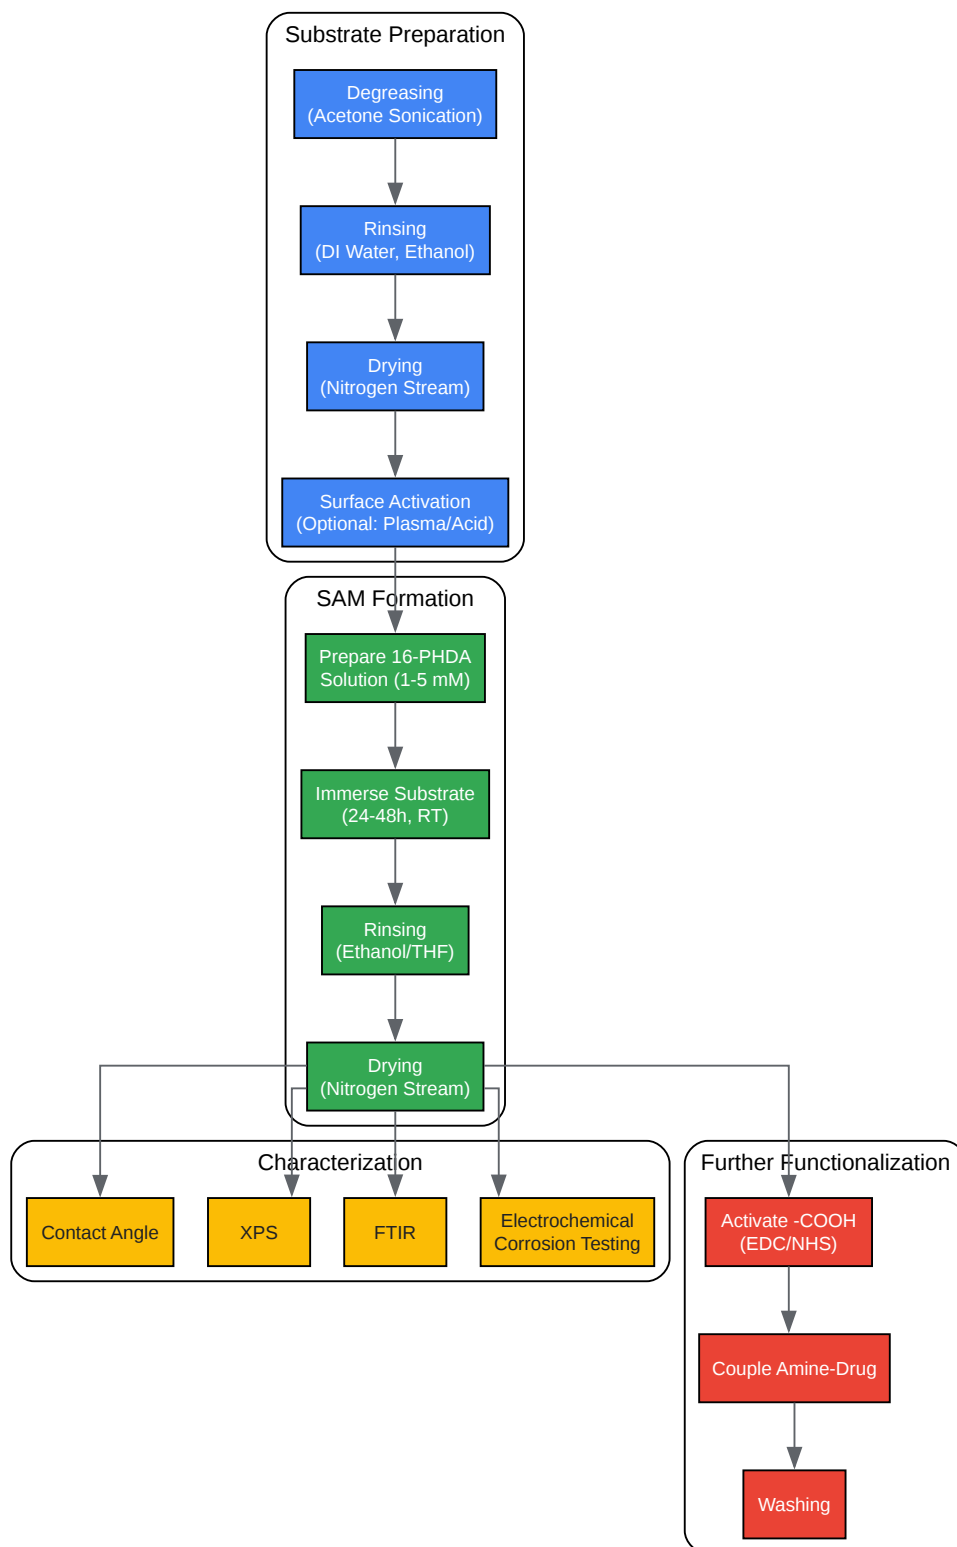 Substrate Preparation
Degreasing
(Acetone Sonication)
Rinsing
(DI Water, Ethanol)
Drying
(Nitrogen Stream)
Surface Activation
(Optional: Plasma/Acid)
SAM Formation
Prepare 16-PHDA
Solution (1-5 mM)
Immerse Substrate
(24-48h, RT)
Rinsing
(Ethanol/THF)
Drying
(Nitrogen Stream)
Characterization
Contact Angle
XPS
FTIR
Electrochemical
Corrosion Testing
Further Functionalization
Activate -COOH
(EDC/NHS)
Couple Amine-Drug
Washing